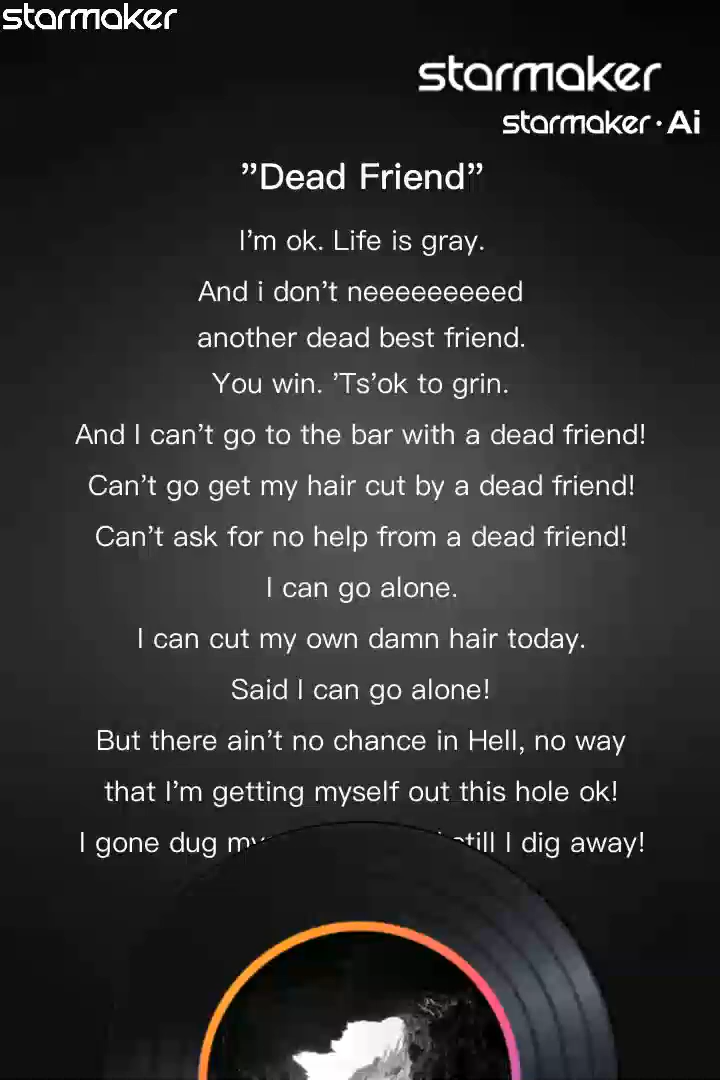 starmaker
starmaker
starmaker·Ai
”Dead Friend”
I’m ok. Life is gray.
And i don’t neeeeeeeeed
another dead best friend.
You win. ’Ts’ok to grin.
And I can’t go to the bar with a dead friend!
Can’t go get my hair cut by a dead friend!
Can’t ask for no help from a dead friend!
I can go alone.
I can cut my own damn hair today.
Said I can go alone!
But there ain’t no chance in Hell, no way
that I’m getting myself out this hole ok!
I gone dug still I dig away!